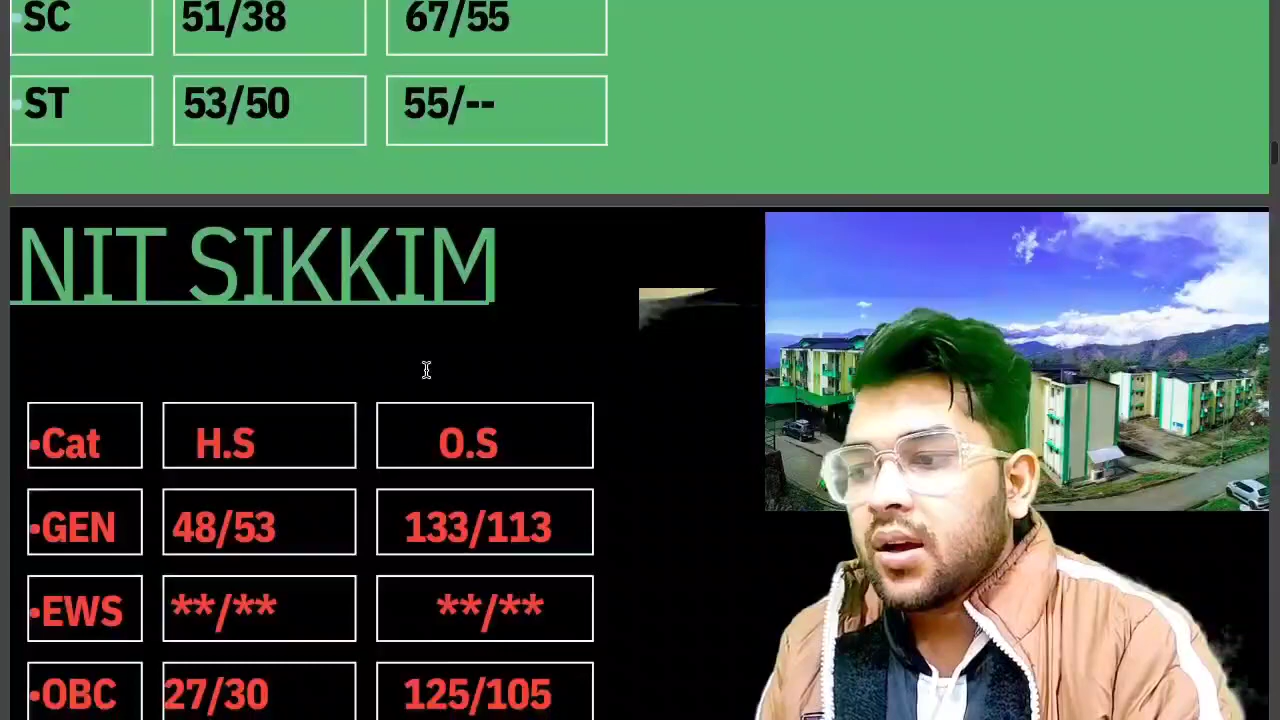 •SC 51/38 67/55
•ST 53/50 55/--
NIT SIKKIM
•Cat H.S O.S
•GEN 48/53 133/113
•EWS **/** **/**
•OBC 27/30 125/105